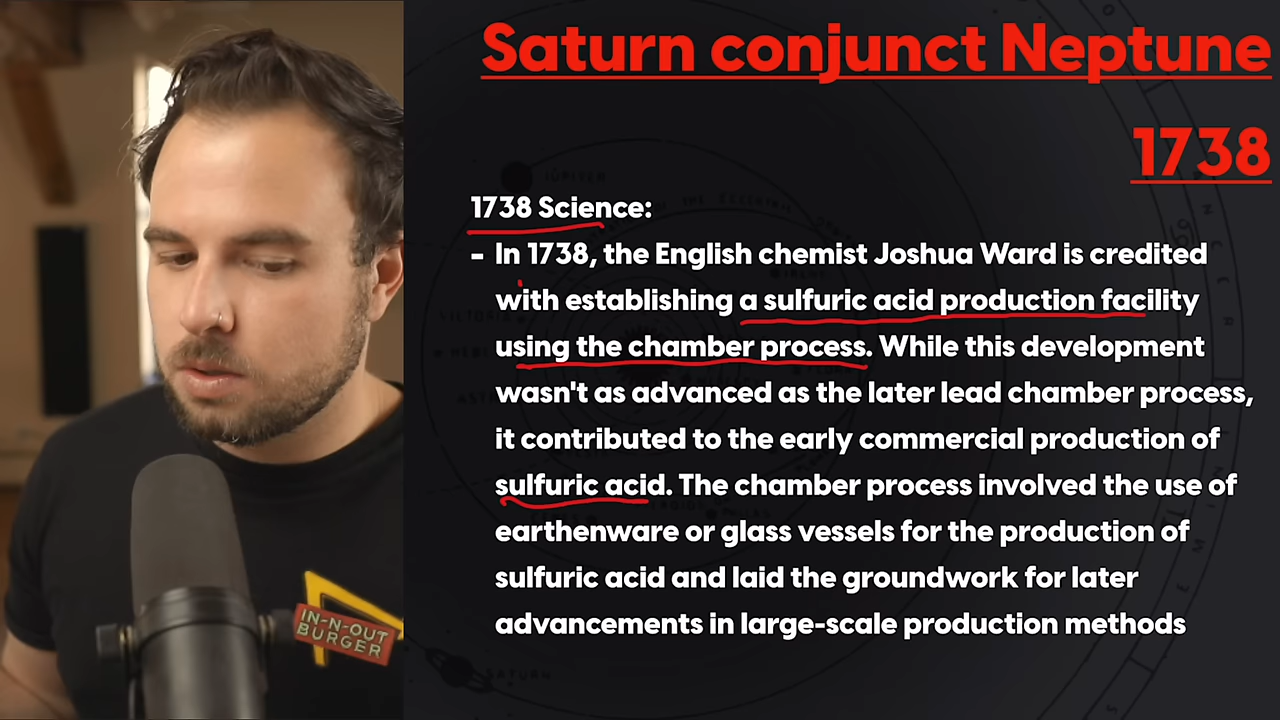 Saturn conjunct Neptune
1738
1738 Science:
- In 1738, the English chemist Joshua Ward is credited
with establishing a sulfuric acid production facility
using the chamber process. While this development
wasn't as advanced as the later lead chamber process,
it contributed to the early commercial production of
sulfuric acid. The chamber process involved the use of
earthenware or glass vessels for the production of
sulfuric acid and laid the groundwork for later
advancements in large-scale production methods
IN-N-OUT
BURGER
JUPITER
SATURN